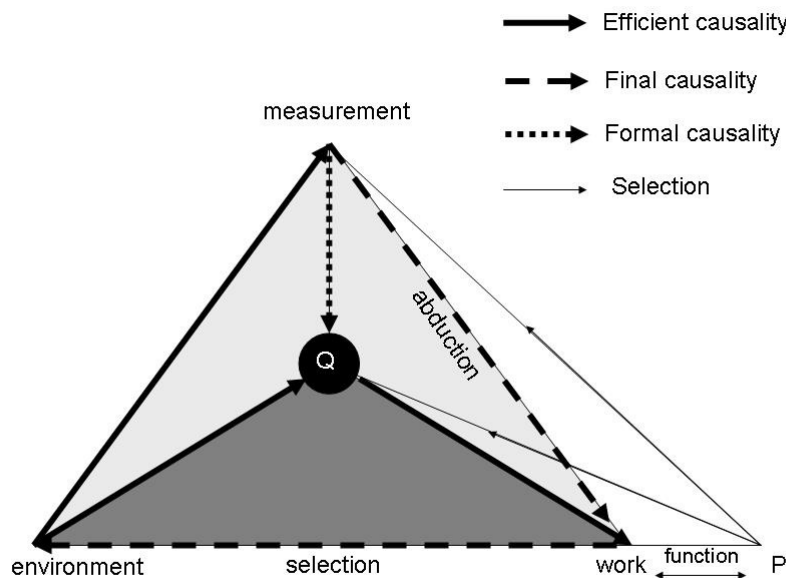 Efficient causality
Final causality
measurement
Formal causality
Selection
abduction
Q
environment
selection
work
function
P